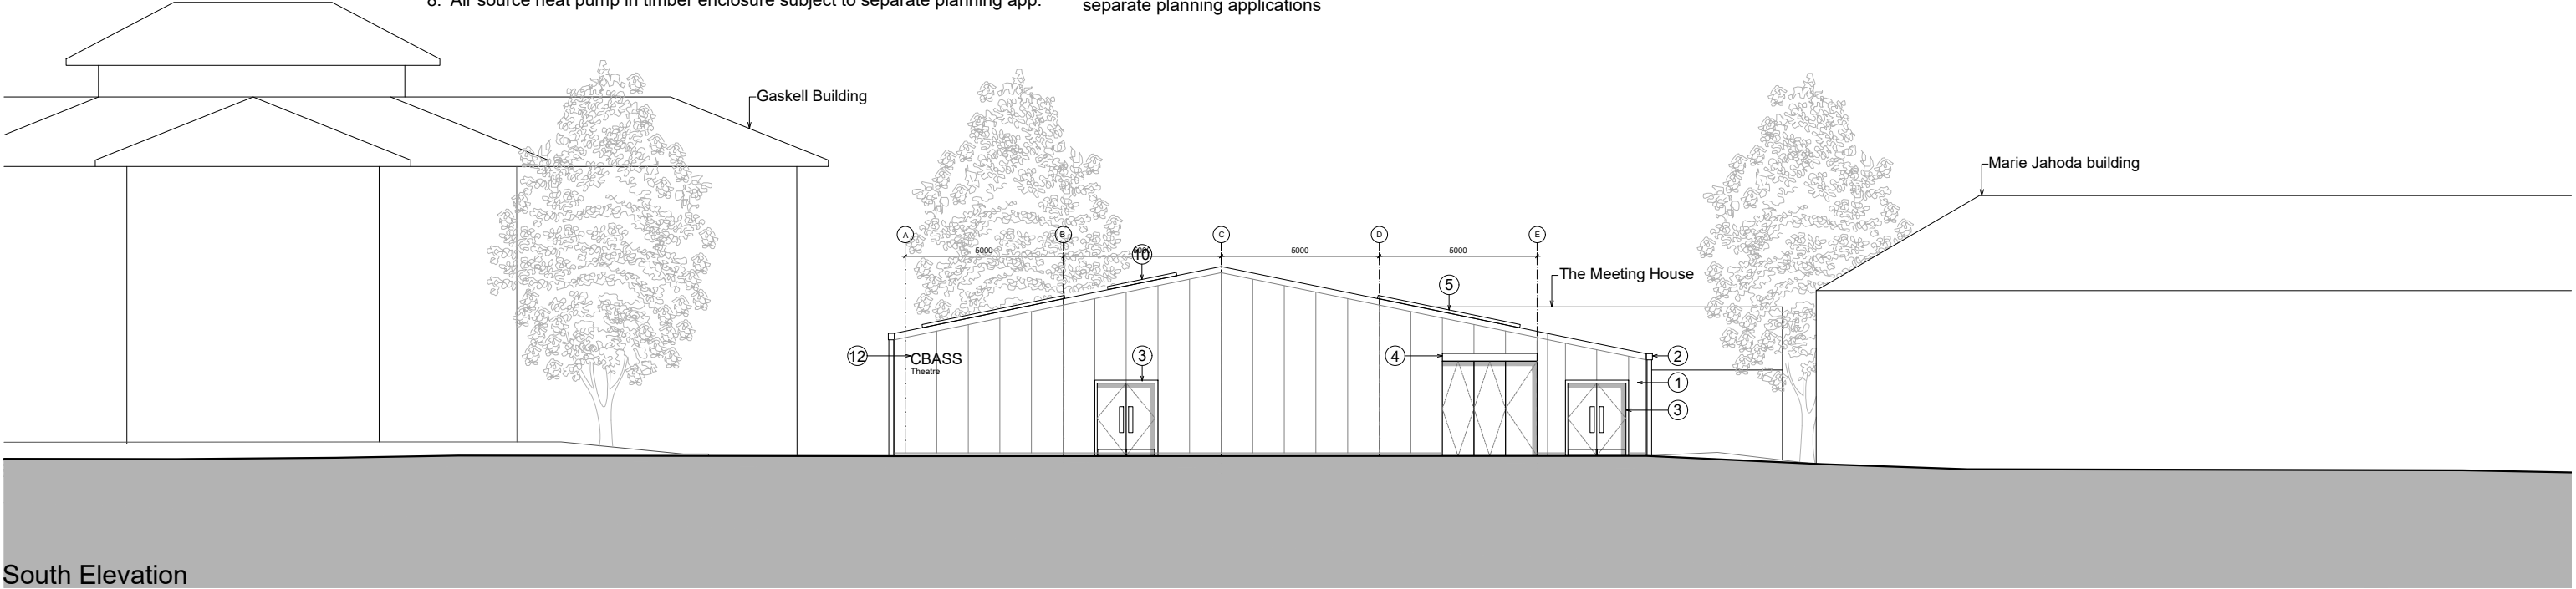 8. Air source heat pump in timber enclosure subject to separate planning app.
separate planning applications
Gaskell Building
Marie Jahoda building
A B C D E
5000 5000 5000
10
The Meeting House
5
12 CBASS
Theatre
3
4
2
1
3
South Elevation